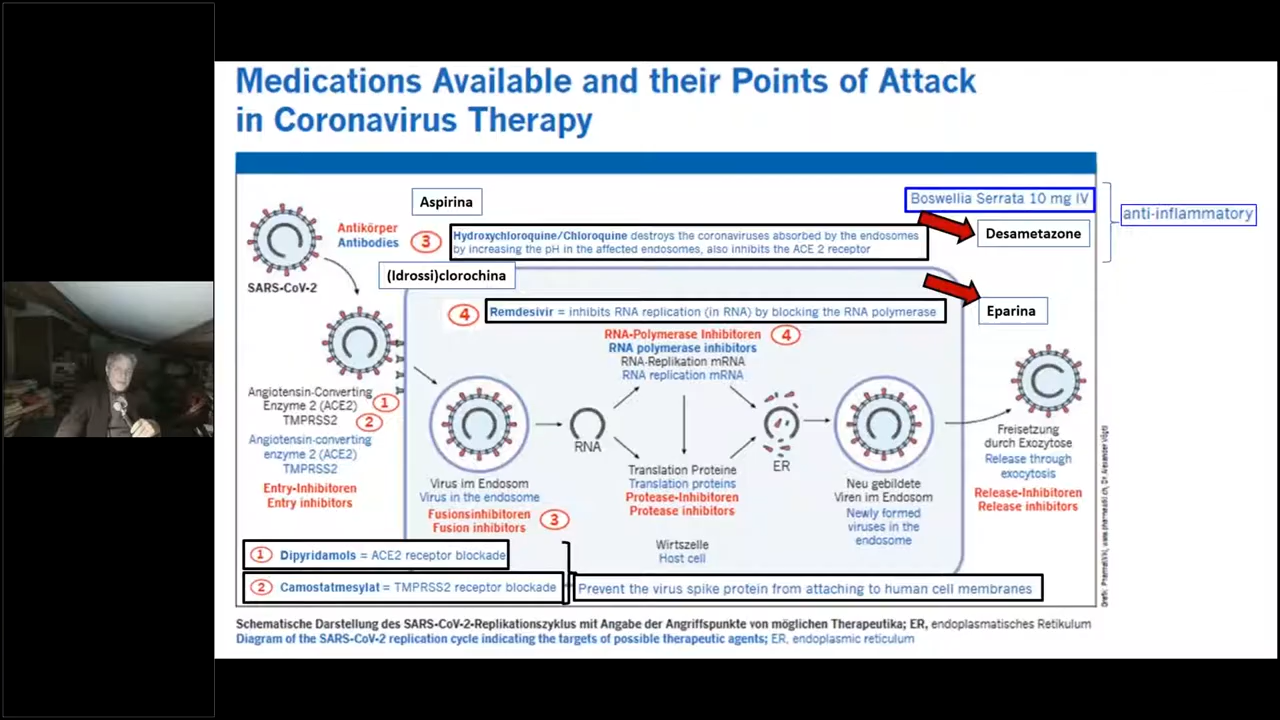 Medications Available and their Points of Attack
in Coronavirus Therapy
Aspirina
Boswellia Serrata 10 mg IV
anti-inflammatory
Desametazone
Antikörper
Antibodies
3
Hydroxychloroquine/Chloroquine destroys the coronaviruses absorbed by the endosomes
by increasing the pH in the affected endosomes, also inhibits the ACE 2 receptor
SARS-CoV-2
(Idrossi)clorochina
Eparina
4
Remdesivir = inhibits RNA replication (in RNA) by blocking the RNA polymerase
RNA-Polymerase Inhibitoren
4
RNA polymerase inhibitors
RNA-Replikation mRNA
RNA replication mRNA
Angiotensin-Converting
Enzyme 2 (ACE2)
1
TMPRSS2
2
Angiotensin-converting
enzyme 2 (ACE2)
TMPRSS2
Entry-Inhibitoren
Entry inhibitors
Virus im Endosom
Virus in the endosome
Fusionsinhibitoren
Fusion inhibitors
3
RNA
Translation Proteine
Translation proteins
Protease-Inhibitoren
Protease inhibitors
ER
Wirtszelle
Host cell
Neu gebildete
Viren im Endosom
Newly formed
viruses in the
endosome
Freisetzung
durch Exozytose
Release through
exocytosis
Release-Inhibitoren
Release inhibitors
1
Dipyridamols = ACE2 receptor blockade
2
Camostatmesylat = TMPRSS2 receptor blockade
Prevent the virus spike protein from attaching to human cell membranes
Schematische Darstellung des SARS-CoV-2-Replikationszyklus mit Angabe der Angriffspunkte von möglichen Therapeutika; ER, endoplasmatisches Retikulum
Diagram of the SARS-CoV-2 replication cycle indicating the targets of possible therapeutic agents; ER, endoplasmic reticulum